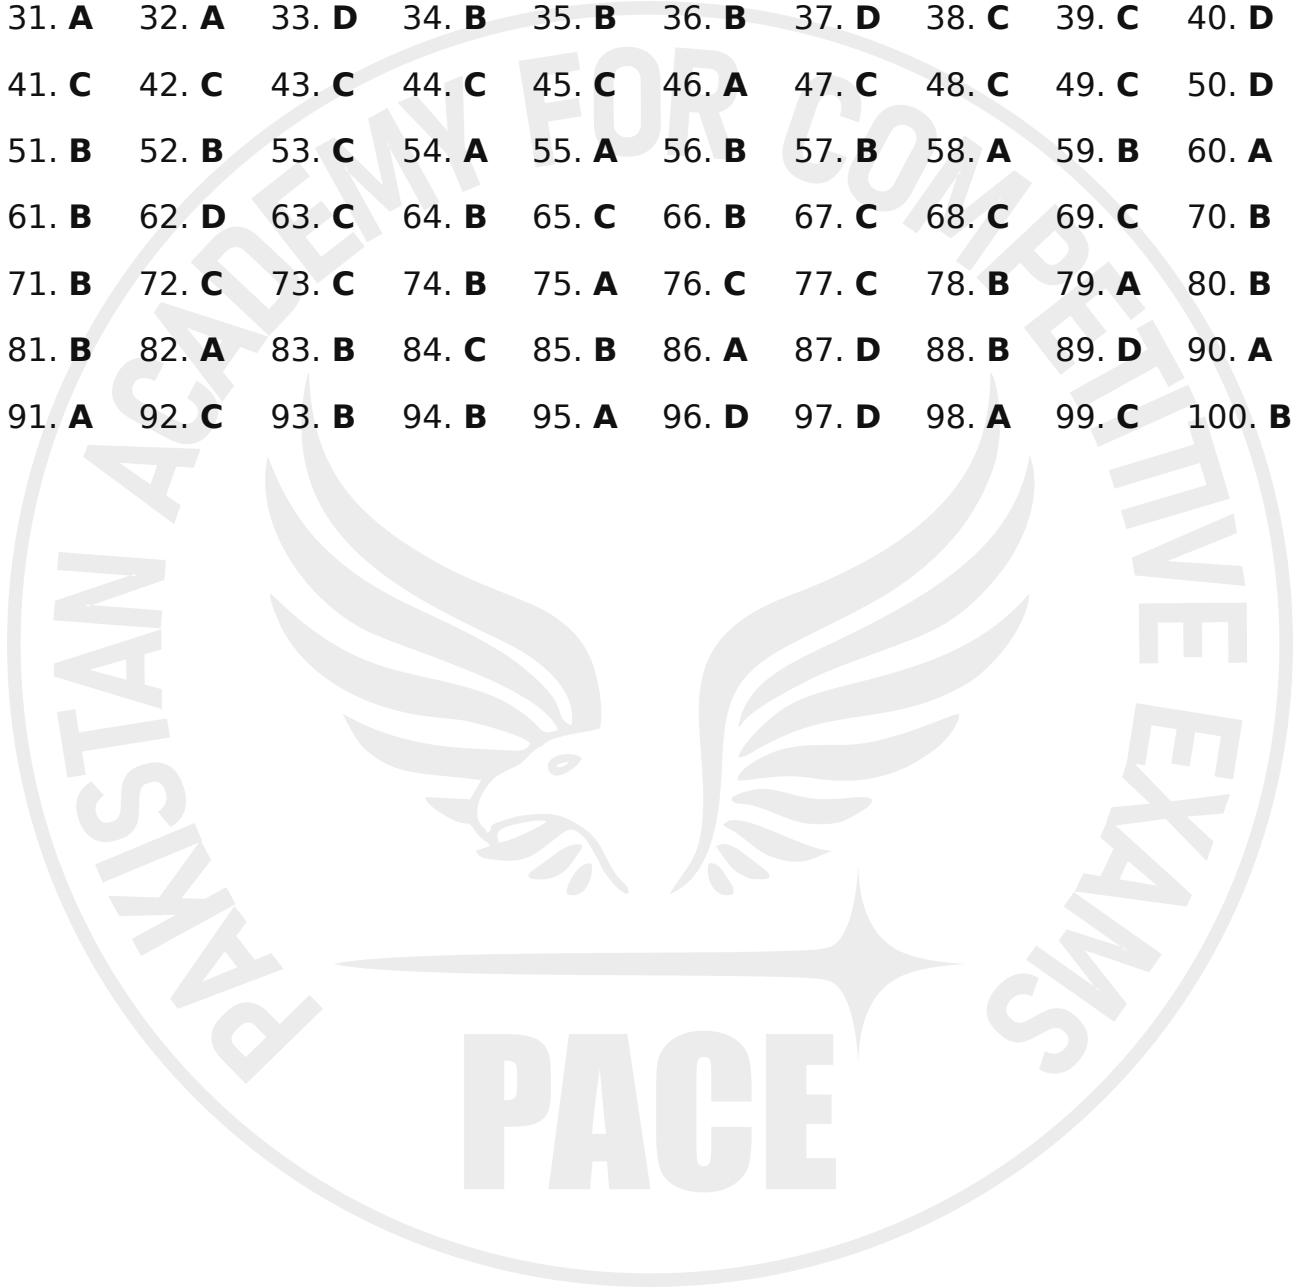 31. A 32. A 33. D 34. B 35. B 36. B 37. D 38. C 39. C 40. D
41. C 42. C 43. C 44. C 45. C 46. A 47. C 48. C 49. C 50. D
51. B 52. B 53. C 54. A 55. A 56. B 57. B 58. A 59. B 60. A
61. B 62. D 63. C 64. B 65. C 66. B 67. C 68. C 69. C 70. B
71. B 72. C 73. C 74. B 75. A 76. C 77. C 78. B 79. A 80. B
81. B 82. A 83. B 84. C 85. B 86. A 87. D 88. B 89. D 90. A
91. A 92. C 93. B 94. B 95. A 96. D 97. D 98. A 99. C 100. B
PAKISTAN ACADEMY FOR COMPETITIVE EXAMS
PACE